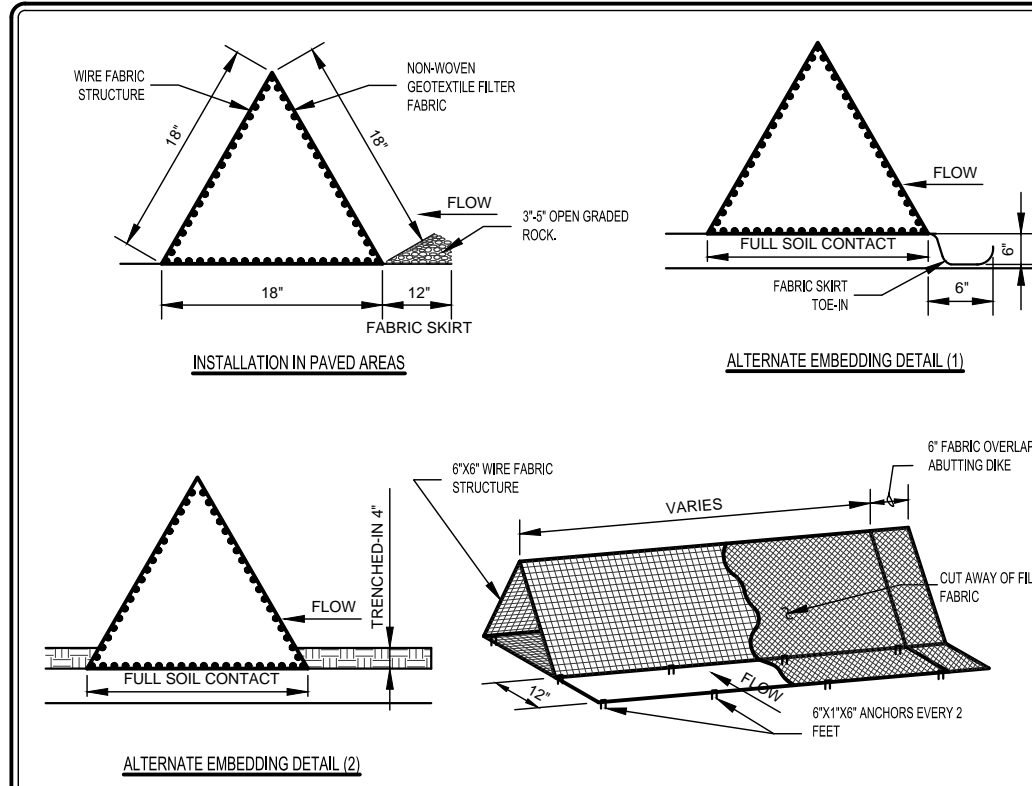 WIRE FABRIC
STRUCTURE
NON-WOVEN
GEOTEXTILE FILTER
FABRIC
18"
18"
FLOW
3"-5" OPEN GRADED
ROCK.
18"
12"
FABRIC SKIRT
INSTALLATION IN PAVED AREAS
FLOW
FULL SOIL CONTACT
6"
FABRIC SKIRT
TOE-IN
6"
ALTERNATE EMBEDDING DETAIL (1)
TRENCHED-IN 4"
FLOW
FULL SOIL CONTACT
ALTERNATE EMBEDDING DETAIL (2)
6"X6" WIRE FABRIC
STRUCTURE
VARIES
6" FABRIC OVERLAP
ABUTTING DIKE
CUT AWAY OF FIL
FABRIC
12"
FLOW
6"X1"X6" ANCHORS EVERY 2
FEET